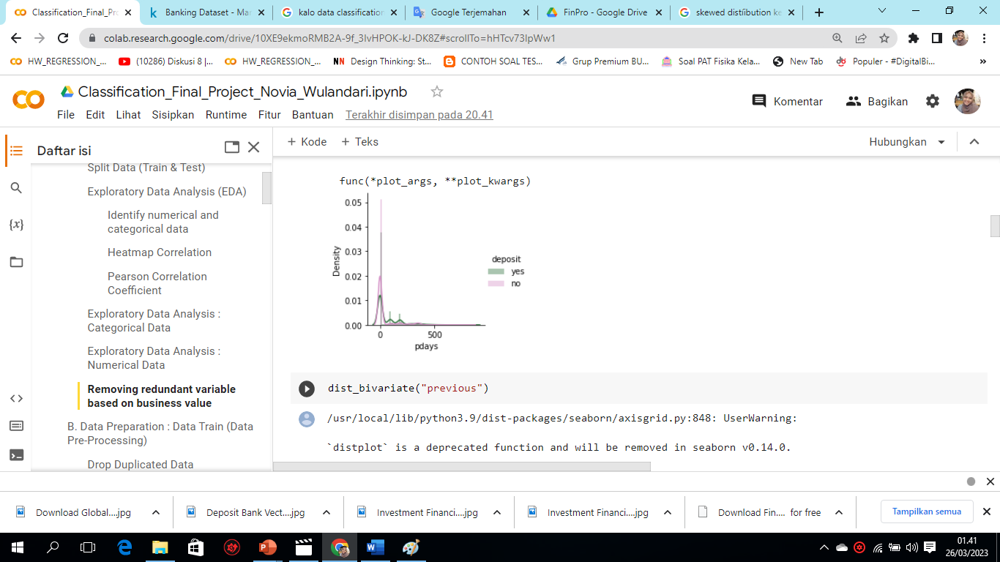 Classification_Final_Pro
Banking Dataset - Mar
kalo data classification
Google Terjemahan
FinPro - Google Drive
skewed distíibution ke
colab.research.google.com/drive/10XE9ekmoRMB2A-9f_3IvHPOK-kJ-DK8Z#scrollTo=hHTcv73IpWw1
HW_REGRESSION_...
(10286) Diskusi 8 |...
HW_REGRESSION_...
NN Design Thinking: St...
CONTOH SOAL TES...
Grup Premium BU...
Soal PAT Fisika Kela...
New Tab
Populer - #DigitalBi...
»
Classification_Final_Project_Novia_Wulandari.ipynb
File Edit Lihat Sisipkan Runtime Fitur Bantuan Terakhir disimpan pada 20.41
Komentar
Bagikan
Daftar isi
+ Kode + Teks
Hubungkan
Split Data (Train & Test)
Exploratory Data Analysis (EDA)
Identify numerical and
categorical data
Heatmap Correlation
Pearson Correlation
Coefficient
Exploratory Data Analysis :
Categorical Data
Exploratory Data Analysis :
Numerical Data
Removing redundant variable
based on business value
B. Data Preparation : Data Train (Data
Pre-Processing)
Drop Duplicated Data
{x}
func(*plot_args, **plot_kwargs)
0.05
0.04
0.03
0.02
0.01
0.00
Density
0
500
pdays
deposit
yes
no
dist_bivariate("previous")
/usr/local/lib/python3.9/dist-packages/seaborn/axisgrid.py:848: UserWarning:
`distplot` is a deprecated function and will be removed in seaborn v0.14.0.
Download Global....jpg
Deposit Bank Vect....jpg
Investment Financi....jpg
Investment Financi....jpg
Download Fin.... for free
Tampilkan semua
01.41
26/03/2023